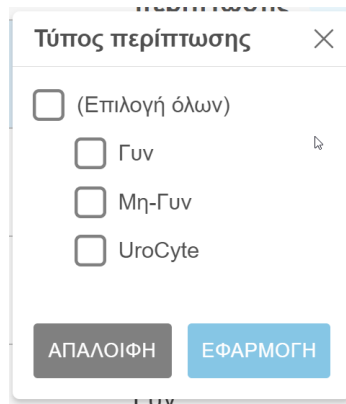 Τύπος περίπτωσης
(Επιλογή όλων)
Γυν
Μη-Γυν
UroCyte
ΑΠΑΛΟΙΦΗ ΕΦΑΡΜΟΓΗ